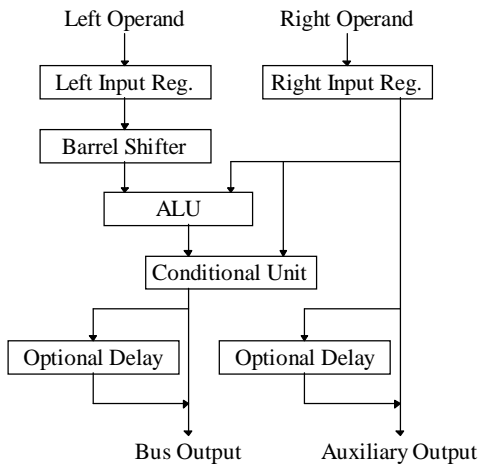 Left Operand
Right Operand
Left Input Reg.
Right Input Reg.
Barrel Shifter
ALU
Conditional Unit
Optional Delay
Optional Delay
Bus Output
Auxiliary Output